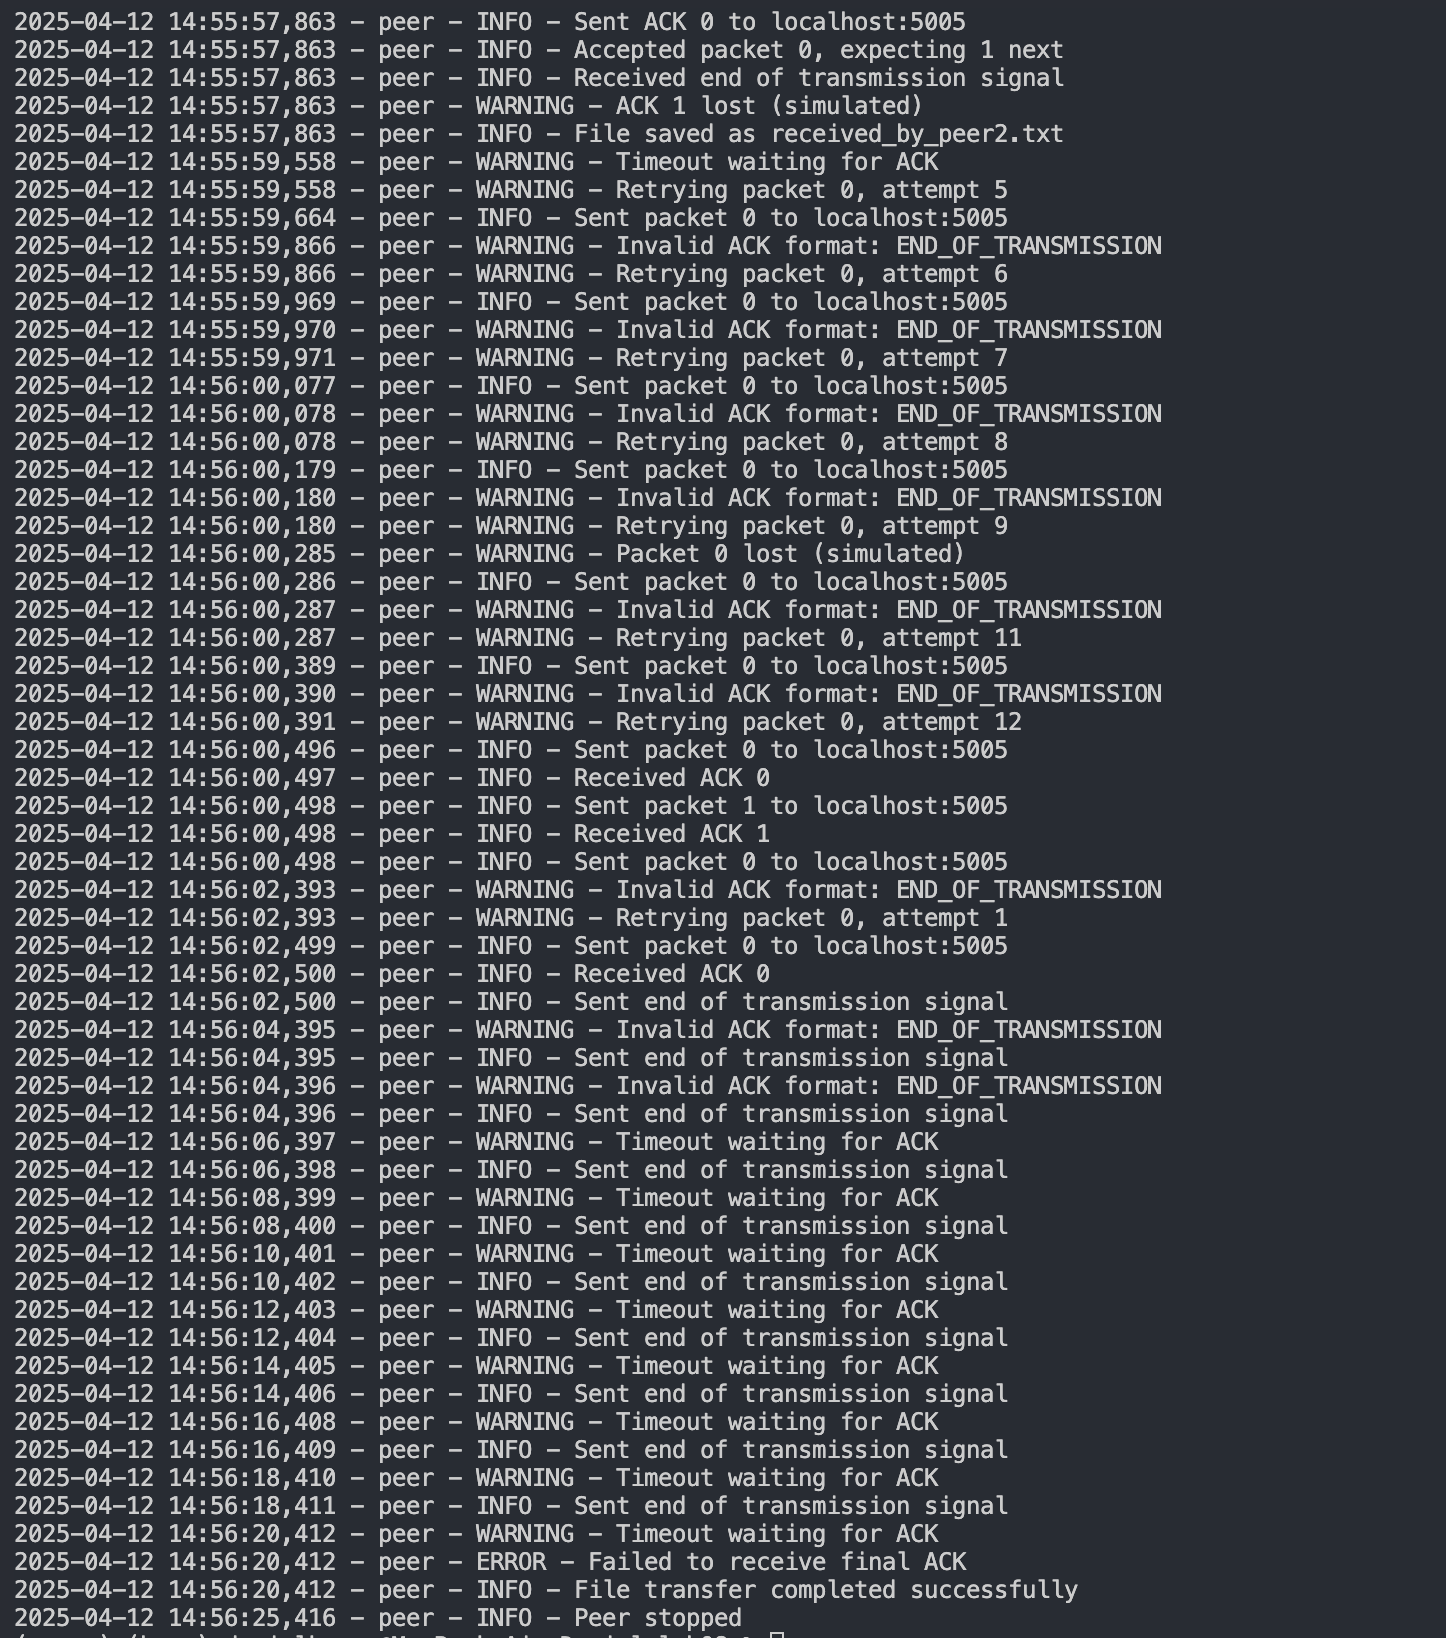 2025-04-12 14:55:57,863 - peer - INFO - Sent ACK 0 to localhost:5005
2025-04-12 14:55:57,863 - peer - INFO - Accepted packet 0, expecting 1 next
2025-04-12 14:55:57,863 - peer - INFO - Received end of transmission signal
2025-04-12 14:55:57,863 - peer - WARNING - ACK 1 lost (simulated)
2025-04-12 14:55:57,863 - peer - INFO - File saved as received_by_peer2.txt
2025-04-12 14:55:59,558 - peer - WARNING - Timeout waiting for ACK
2025-04-12 14:55:59,558 - peer - WARNING - Retrying packet 0, attempt 5
2025-04-12 14:55:59,664 - peer - INFO - Sent packet 0 to localhost:5005
2025-04-12 14:55:59,866 - peer - WARNING - Invalid ACK format: END_OF_TRANSMISSION
2025-04-12 14:55:59,866 - peer - WARNING - Retrying packet 0, attempt 6
2025-04-12 14:55:59,969 - peer - INFO - Sent packet 0 to localhost:5005
2025-04-12 14:55:59,970 - peer - WARNING - Invalid ACK format: END_OF_TRANSMISSION
2025-04-12 14:55:59,971 - peer - WARNING - Retrying packet 0, attempt 7
2025-04-12 14:56:00,077 - peer - INFO - Sent packet 0 to localhost:5005
2025-04-12 14:56:00,078 - peer - WARNING - Invalid ACK format: END_OF_TRANSMISSION
2025-04-12 14:56:00,078 - peer - WARNING - Retrying packet 0, attempt 8
2025-04-12 14:56:00,179 - peer - INFO - Sent packet 0 to localhost:5005
2025-04-12 14:56:00,180 - peer - WARNING - Invalid ACK format: END_OF_TRANSMISSION
2025-04-12 14:56:00,180 - peer - WARNING - Retrying packet 0, attempt 9
2025-04-12 14:56:00,285 - peer - WARNING - Packet 0 lost (simulated)
2025-04-12 14:56:00,286 - peer - INFO - Sent packet 0 to localhost:5005
2025-04-12 14:56:00,287 - peer - WARNING - Invalid ACK format: END_OF_TRANSMISSION
2025-04-12 14:56:00,287 - peer - WARNING - Retrying packet 0, attempt 11
2025-04-12 14:56:00,389 - peer - INFO - Sent packet 0 to localhost:5005
2025-04-12 14:56:00,390 - peer - WARNING - Invalid ACK format: END_OF_TRANSMISSION
2025-04-12 14:56:00,391 - peer - WARNING - Retrying packet 0, attempt 12
2025-04-12 14:56:00,496 - peer - INFO - Sent packet 0 to localhost:5005
2025-04-12 14:56:00,497 - peer - INFO - Received ACK 0
2025-04-12 14:56:00,498 - peer - INFO - Sent packet 1 to localhost:5005
2025-04-12 14:56:00,498 - peer - INFO - Received ACK 1
2025-04-12 14:56:00,498 - peer - INFO - Sent packet 0 to localhost:5005
2025-04-12 14:56:02,393 - peer - WARNING - Invalid ACK format: END_OF_TRANSMISSION
2025-04-12 14:56:02,393 - peer - WARNING - Retrying packet 0, attempt 1
2025-04-12 14:56:02,499 - peer - INFO - Sent packet 0 to localhost:5005
2025-04-12 14:56:02,500 - peer - INFO - Received ACK 0
2025-04-12 14:56:02,500 - peer - INFO - Sent end of transmission signal
2025-04-12 14:56:04,395 - peer - WARNING - Invalid ACK format: END_OF_TRANSMISSION
2025-04-12 14:56:04,395 - peer - INFO - Sent end of transmission signal
2025-04-12 14:56:04,396 - peer - WARNING - Invalid ACK format: END_OF_TRANSMISSION
2025-04-12 14:56:04,396 - peer - INFO - Sent end of transmission signal
2025-04-12 14:56:06,397 - peer - WARNING - Timeout waiting for ACK
2025-04-12 14:56:06,398 - peer - INFO - Sent end of transmission signal
2025-04-12 14:56:08,399 - peer - WARNING - Timeout waiting for ACK
2025-04-12 14:56:08,400 - peer - INFO - Sent end of transmission signal
2025-04-12 14:56:10,401 - peer - WARNING - Timeout waiting for ACK
2025-04-12 14:56:10,402 - peer - INFO - Sent end of transmission signal
2025-04-12 14:56:12,403 - peer - WARNING - Timeout waiting for ACK
2025-04-12 14:56:12,404 - peer - INFO - Sent end of transmission signal
2025-04-12 14:56:14,405 - peer - WARNING - Timeout waiting for ACK
2025-04-12 14:56:14,406 - peer - INFO - Sent end of transmission signal
2025-04-12 14:56:16,408 - peer - WARNING - Timeout waiting for ACK
2025-04-12 14:56:16,409 - peer - INFO - Sent end of transmission signal
2025-04-12 14:56:18,410 - peer - WARNING - Timeout waiting for ACK
2025-04-12 14:56:18,411 - peer - INFO - Sent end of transmission signal
2025-04-12 14:56:20,412 - peer - WARNING - Timeout waiting for ACK
2025-04-12 14:56:20,412 - peer - ERROR - Failed to receive final ACK
2025-04-12 14:56:20,412 - peer - INFO - File transfer completed successfully
2025-04-12 14:56:25,416 - peer - INFO - Peer stopped